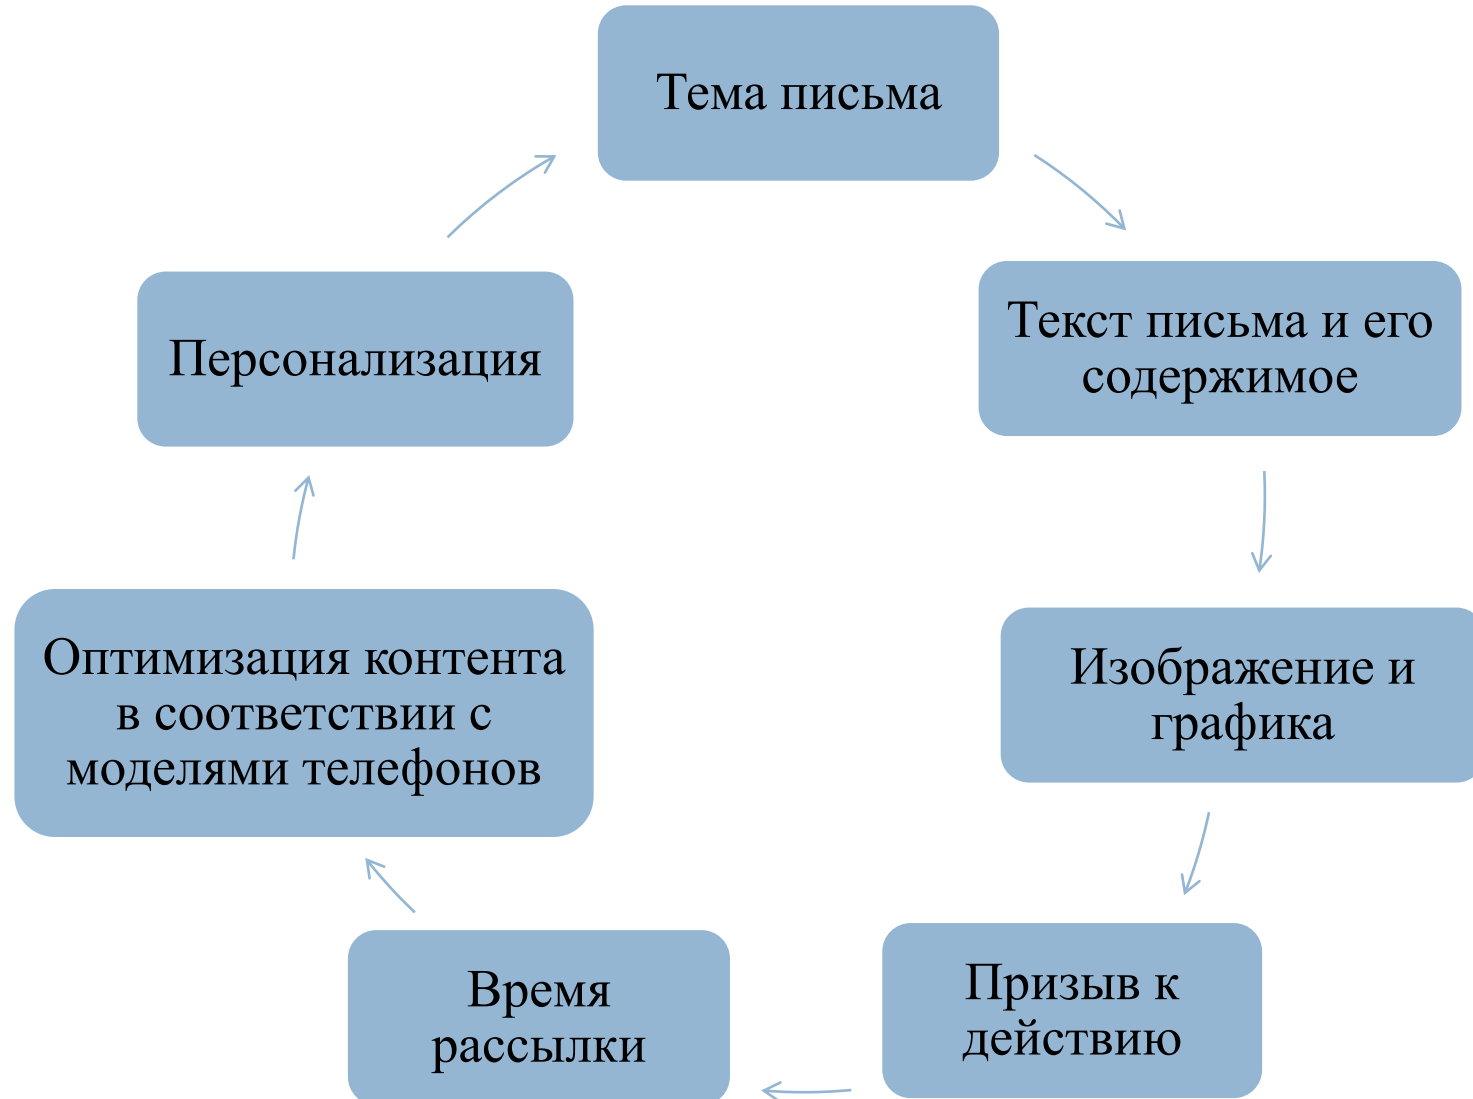 Тема письма
Текст письма и его
содержимое
Изображение и
графика
Призыв к
действию
Время
рассылки
Оптимизация контента
в соответствии с
моделями телефонов
Персонализация